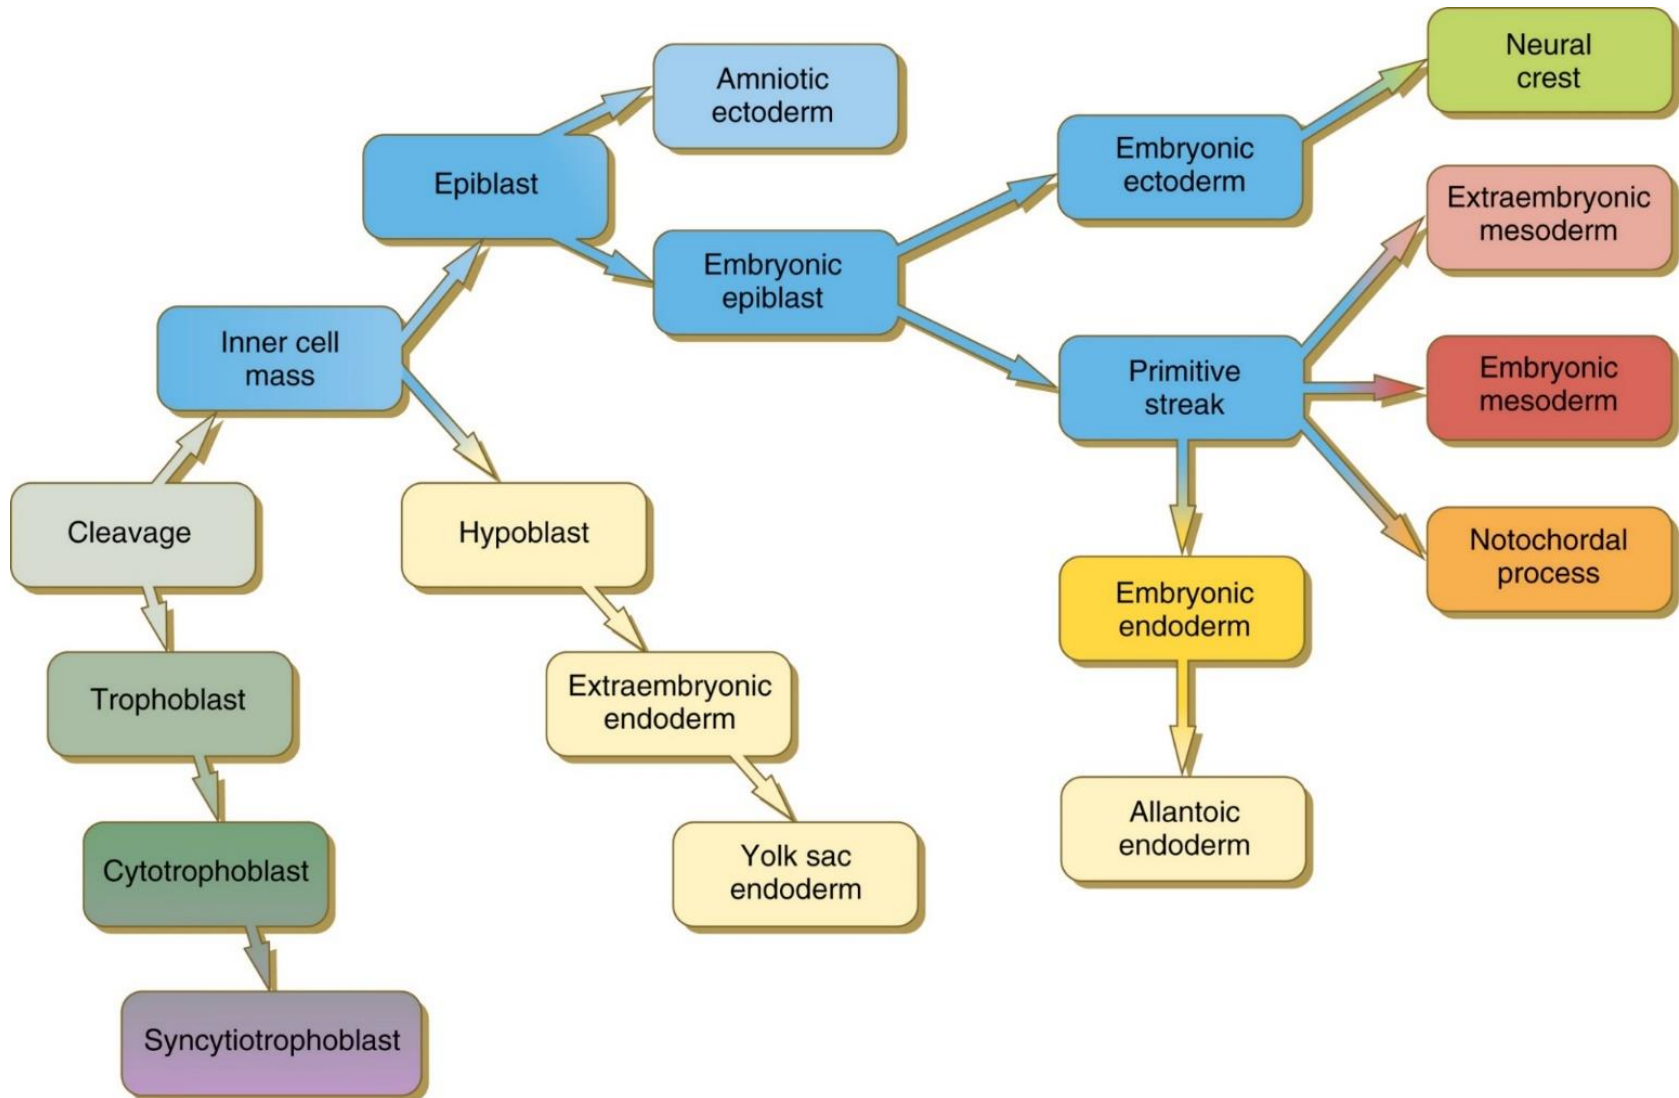 Neural
crest
Amniotic
ectoderm
Embryonic
ectoderm
Epiblast
Extraembryonic
mesoderm
Embryonic
epiblast
Inner cell
mass
Primitive
streak
Embryonic
mesoderm
Cleavage
Hypoblast
Notochordal
process
Embryonic
endoderm
Trophoblast
Extraembryonic
endoderm
Allantoic
endoderm
Cytotrophoblast
Yolk sac
endoderm
Syncytiotrophoblast